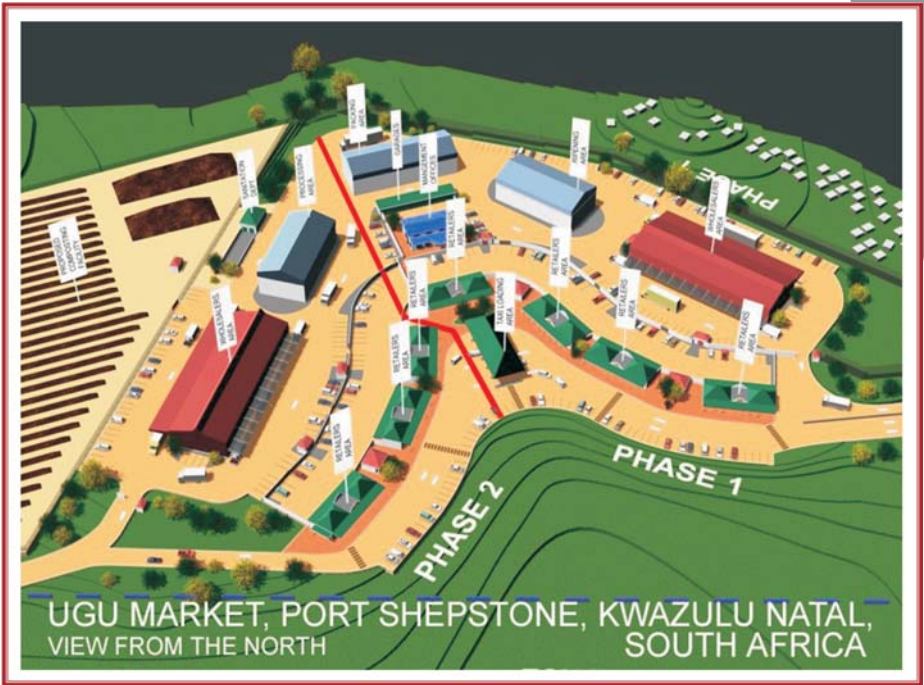 PACKING
AREA
GARAGES
MANAGEMENT
OFFICES
RIPENING
AREA
PHASE 1
WHOLESALERS
AREA
SANITATION
DEPT
PROCESSING
AREA
PROPOSED
COMPOSTING
FACILITY
WHOLESALERS
AREA
RETAILERS
AREA
RETAILERS
AREA
TAXI LOADING
AREA
RETAILERS
AREA
RETAILERS
AREA
RETAILERS
AREA
RETAILERS
AREA
RETAILERS
AREA
PHASE 1
PHASE 2
UGU MARKET, PORT SHEPSTONE, KWAZULU NATAL,
VIEW FROM THE NORTH
SOUTH AFRICA